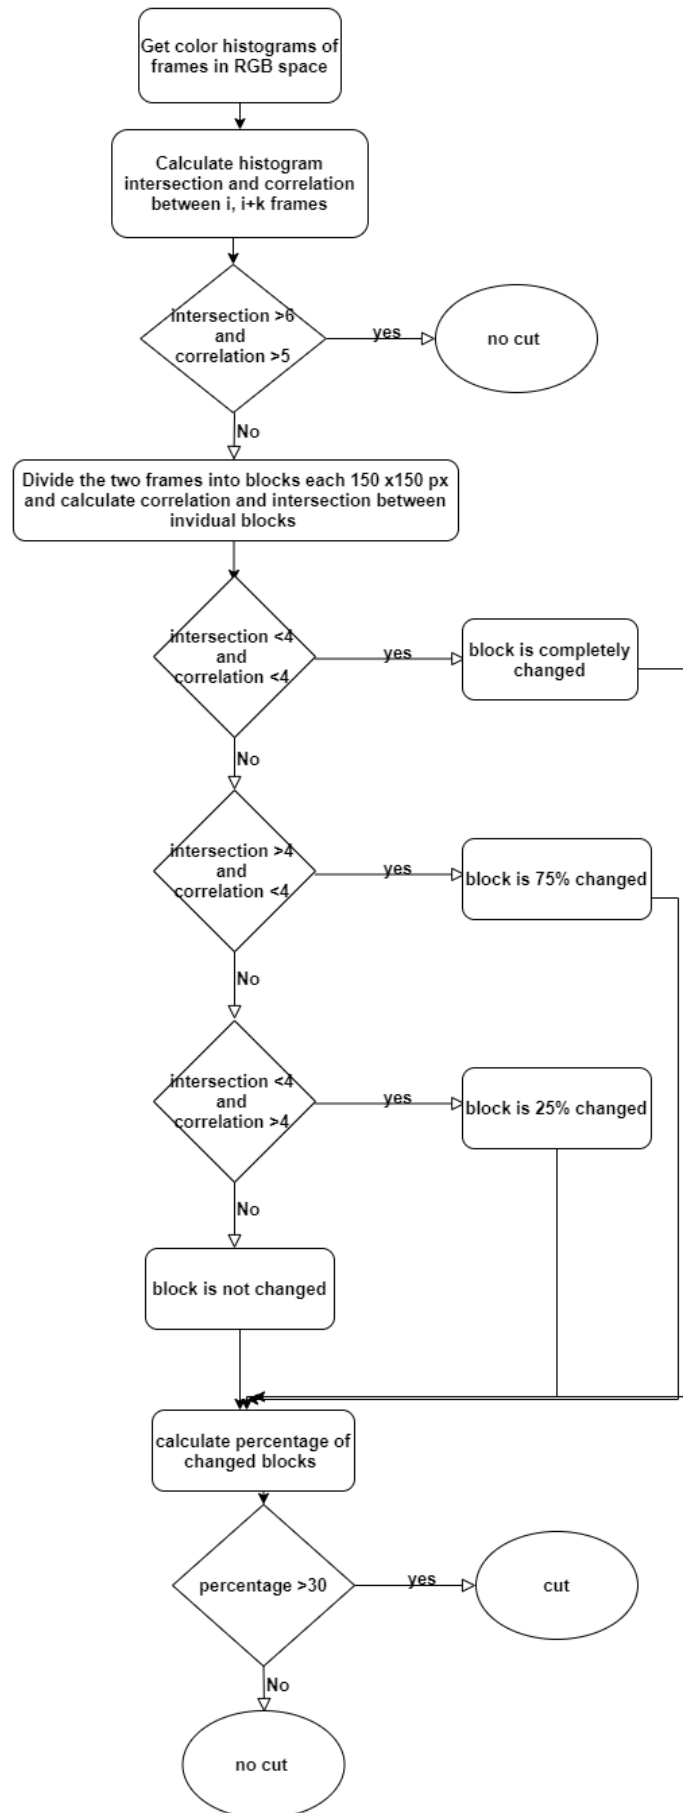 Get color histograms of
frames in RGB space
Calculate histogram
intersection and correlation
between i, i+k frames
intersection >6
and
correlation >5
yes
no cut
No
Divide the two frames into blocks each 150 x150 px
and calculate correlation and intersection between
invidual blocks
intersection <4
and
correlation <4
yes
block is completely
changed
No
intersection >4
and
correlation <4
yes
block is 75% changed
No
intersection <4
and
correlation >4
yes
block is 25% changed
No
block is not changed
calculate percentage of
changed blocks
percentage >30
yes
cut
No
no cut